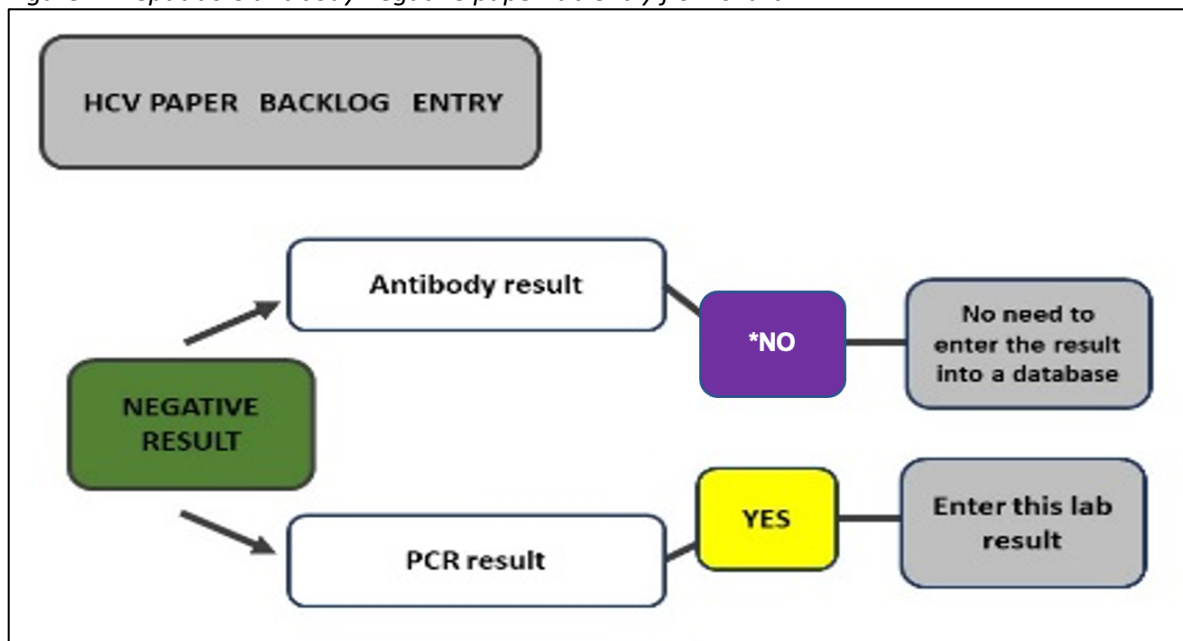 HCV PAPER BACKLOG ENTRY
Antibody result
*NO
No need to
enter the result
into a database
NEGATIVE
RESULT
PCR result
YES
Enter this lab
result